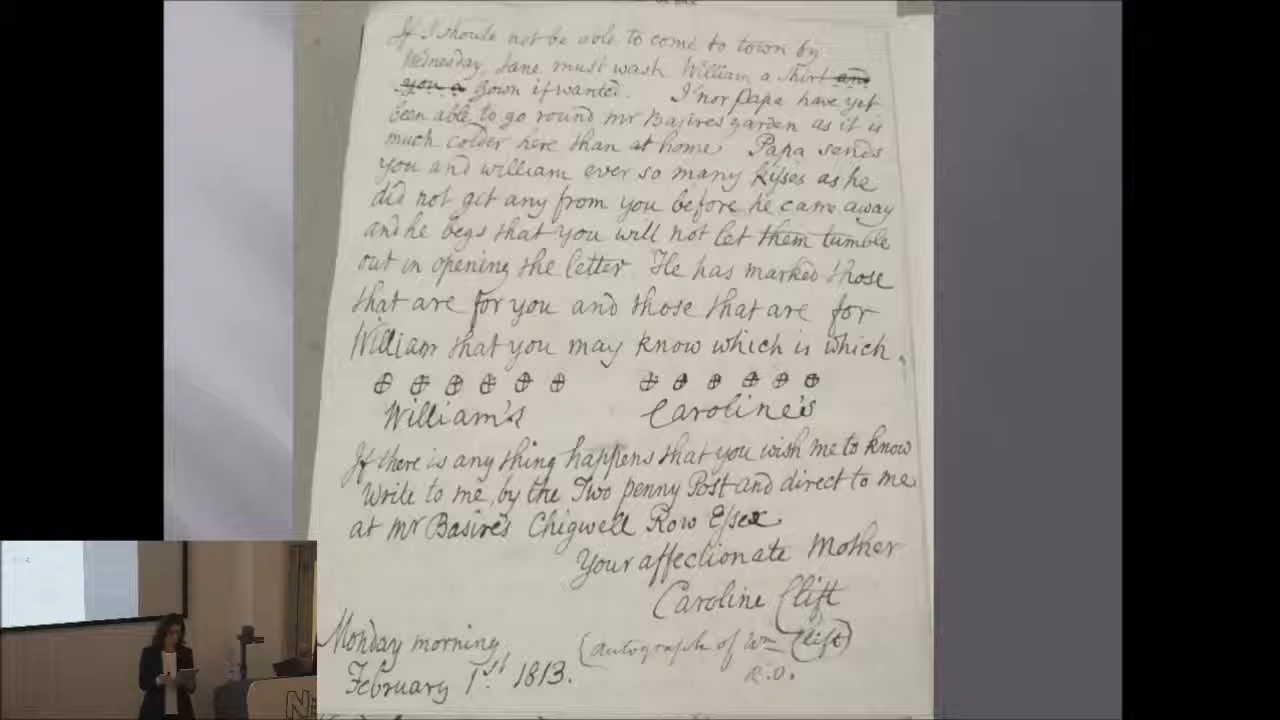 If I should not be able to come to town by
Wednesday, Jane must wash William a shirt and
you a Gown if wanted. I nor Papa have yet
been able to go round Mr Basires garden as it is
much colder here than at home. Papa sends
you and william ever so many kisses as he
did not git any from you before he came away
and he begs that you will not let them tumble
out in opening the letter. He has marked those
that are for you and those that are for
William that you may know which is which.
William's Caroline's
If there is any thing happens that you wish me to know
Write to me, by the Two penny Post and direct to me
at Mr Basire's Chigwell Row Essex
Your affectionate Mother
Caroline Clift
Monday morning
(autograph of Wm Clift)
R.O.
February 1st. 1813.